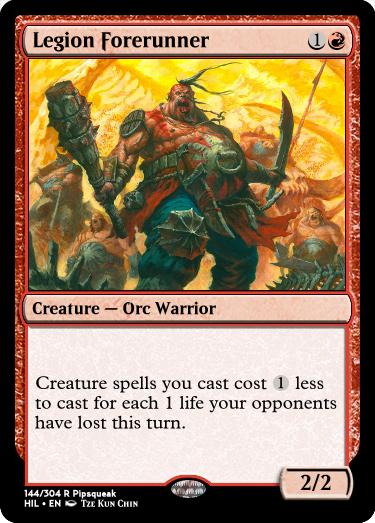 Legion Forerunner 1
Creature — Orc Warrior
Creature spells you cast cost 1 less
to cast for each 1 life your opponents
have lost this turn.
144/304 R Pipsqueak
HIL • EN Tze Kun Chin
2/2